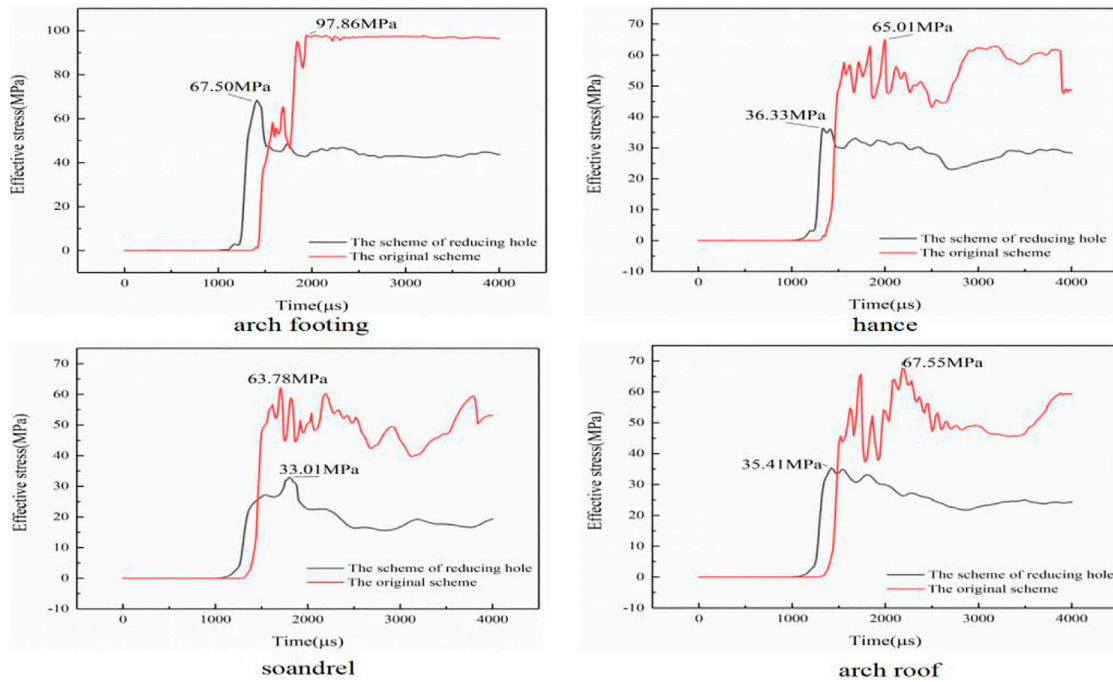 97.86MPa
67.50MPa
Effective stress(MPa)
100
80
60
40
20
0
The scheme of reducing hole
The original scheme
0 1000 2000 3000 4000
Time(μs)
arch footing
65.01MPa
36.33MPa
Effective stress(MPa)
70
60
50
40
30
20
10
0
-10
The scheme of reducing hole
The original scheme
0 1000 2000 3000 4000
Time(μs)
hance
63.78MPa
33.01MPa
Effective stress(MPa)
70
60
50
40
30
20
10
0
-10
The scheme of reducing hole
The original scheme
0 1000 2000 3000 4000
Time(μs)
soandrel
67.55MPa
35.41MPa
Effective stress(MPa)
70
60
50
40
30
20
10
0
-10
The scheme of reducing hole
The original scheme
0 1000 2000 3000 4000
Time(μs)
arch roof